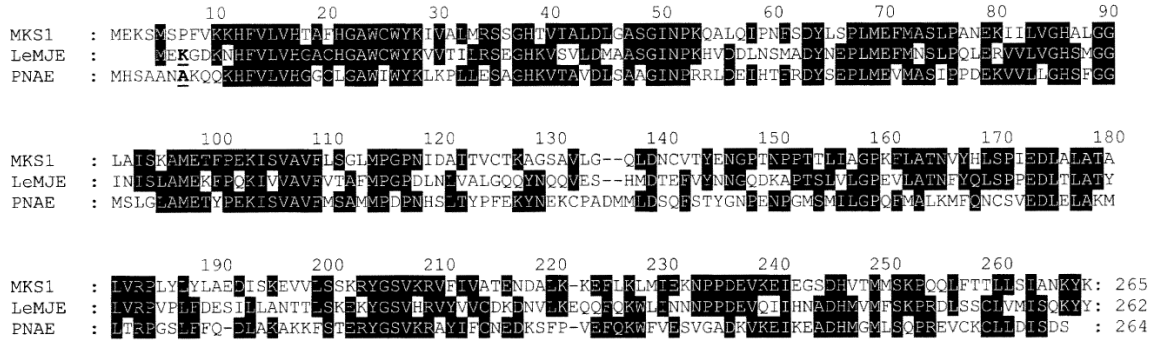 10 20 30 40 50 60 70 80 90
MKS1 : MEKSMSPFVKKHFVLVHTAFHGAWCWYKIVALMRSSGHTVTALDLGASGINPKQALQIPNFSDYLSPLMEFMASLPANEKIILVGHALGG
LeMJE : MEKGDKNHFVLVHGACHGAWCWYKVVTILRSEGHKVSVLDMAASGINPKHVDDLNSMADYNEPLMEFMNSLPQLERVVLVGHSMGG
PNAE : MHSAANAKQQKHFVLVHGGCLGAWIWYKLKPLLESAGHKVTAVDLSAAGINPRRLDEIHTFRDYSEPLMEVMASIPPDEKVVLLGHSFGG
100 110 120 130 140 150 160 170 180
MKS1 : LAISKAMETFPEKISVAVFLSGLMPGPNIDAITVCTKAGSAVLG--QLDNCVTYENGPTNPPTTLIAGPKFLATNVYHLSPIEDLALATA
LeMJE : INISLAMEKFPQKIVVAVFVTAFMPGPDLNLVALGQQYNQQVES--HMDTEFVYNNGQDKAPTSLVLGPEVLATNFYQLSPPEDLTLATY
PNAE : MSLGLAMETYPEKISVAVFMSAMMPDPNHSLTYPFEKYNEKCPADMMLDSQFSTYGNPENPGMSMILGPQFMALKMFQNCSVEDLELAKM
190 200 210 220 230 240 250 260
MKS1 : LVRPLYLYLAEDISKEVVLSSKRYGSVKRVFIVATENDALK-KEFLKLMIEKNPPDEVKEIEGSDHVTMMSKPQQLFTTLLSIANKYK: 265
LeMJE : LVRPVPLFDESILLANTTLSKEKYGSVHRVYVVCDKDNVLKEQQFQKWLINNNPPDEVQIIHNADHMVMFSKPRDLSSCLVMISQKYY: 262
PNAE : LTRPGSLFFQ-DLAKAKKFSTERYGSVKRAYIFCNEDKSFP-VEFQKWFVESVGADKVKEIKEADHMGMLSQPREVCKCLLDISDS : 264